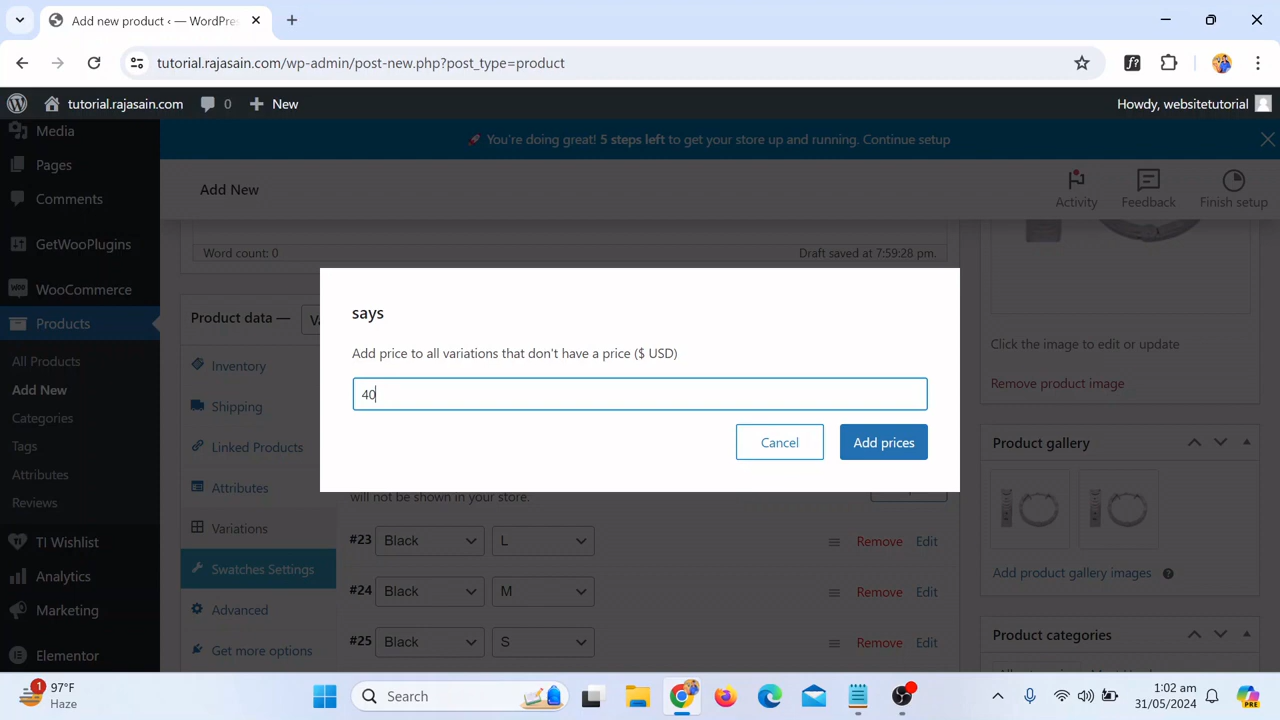 Add new product ‹ — WordPres
tutorial.rajasain.com/wp-admin/post-new.php?post_type=product
tutorial.rajasain.com 0 New
Howdy, websitetutorial
Media
Pages
Comments
GetWooPlugins
WooCommerce
Products
All Products
Add New
Categories
Tags
Attributes
Reviews
TI Wishlist
Analytics
Marketing
Elementor
🚀 You're doing great! 5 steps left to get your store up and running. Continue setup
Add New
Activity
Feedback
Finish setup
Word count: 0
Draft saved at 7:59:28 pm.
Product data —
Inventory
Shipping
Linked Products
Attributes
Variations
Swatches Settings
Advanced
Get more options
says
Add price to all variations that don't have a price ($ USD)
40
Cancel
Add prices
will not be shown in your store.
#23 Black L Remove Edit
#24 Black M Remove Edit
#25 Black S Remove Edit
Click the image to edit or update
Remove product image
Product gallery
Add product gallery images
Product categories
1
97°F
Haze
Search
PRE
1:02 am
31/05/2024